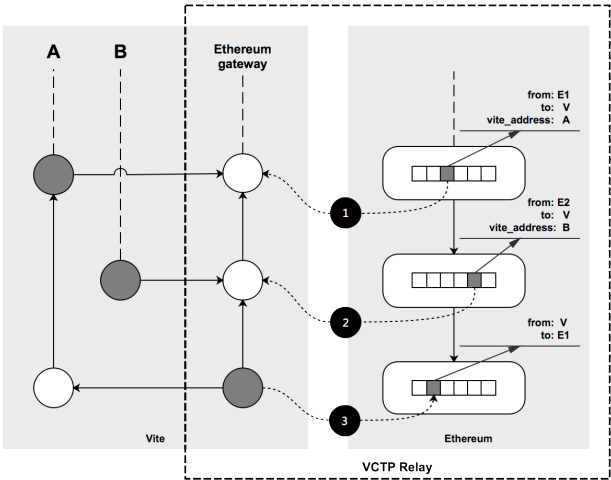 A
B
Ethereum
gateway
from: E1
to: V
vite_address: A
1
from: E2
to: V
vite_address: B
2
from: V
to: E1
3
Vite
Ethereum
VCTP Relay